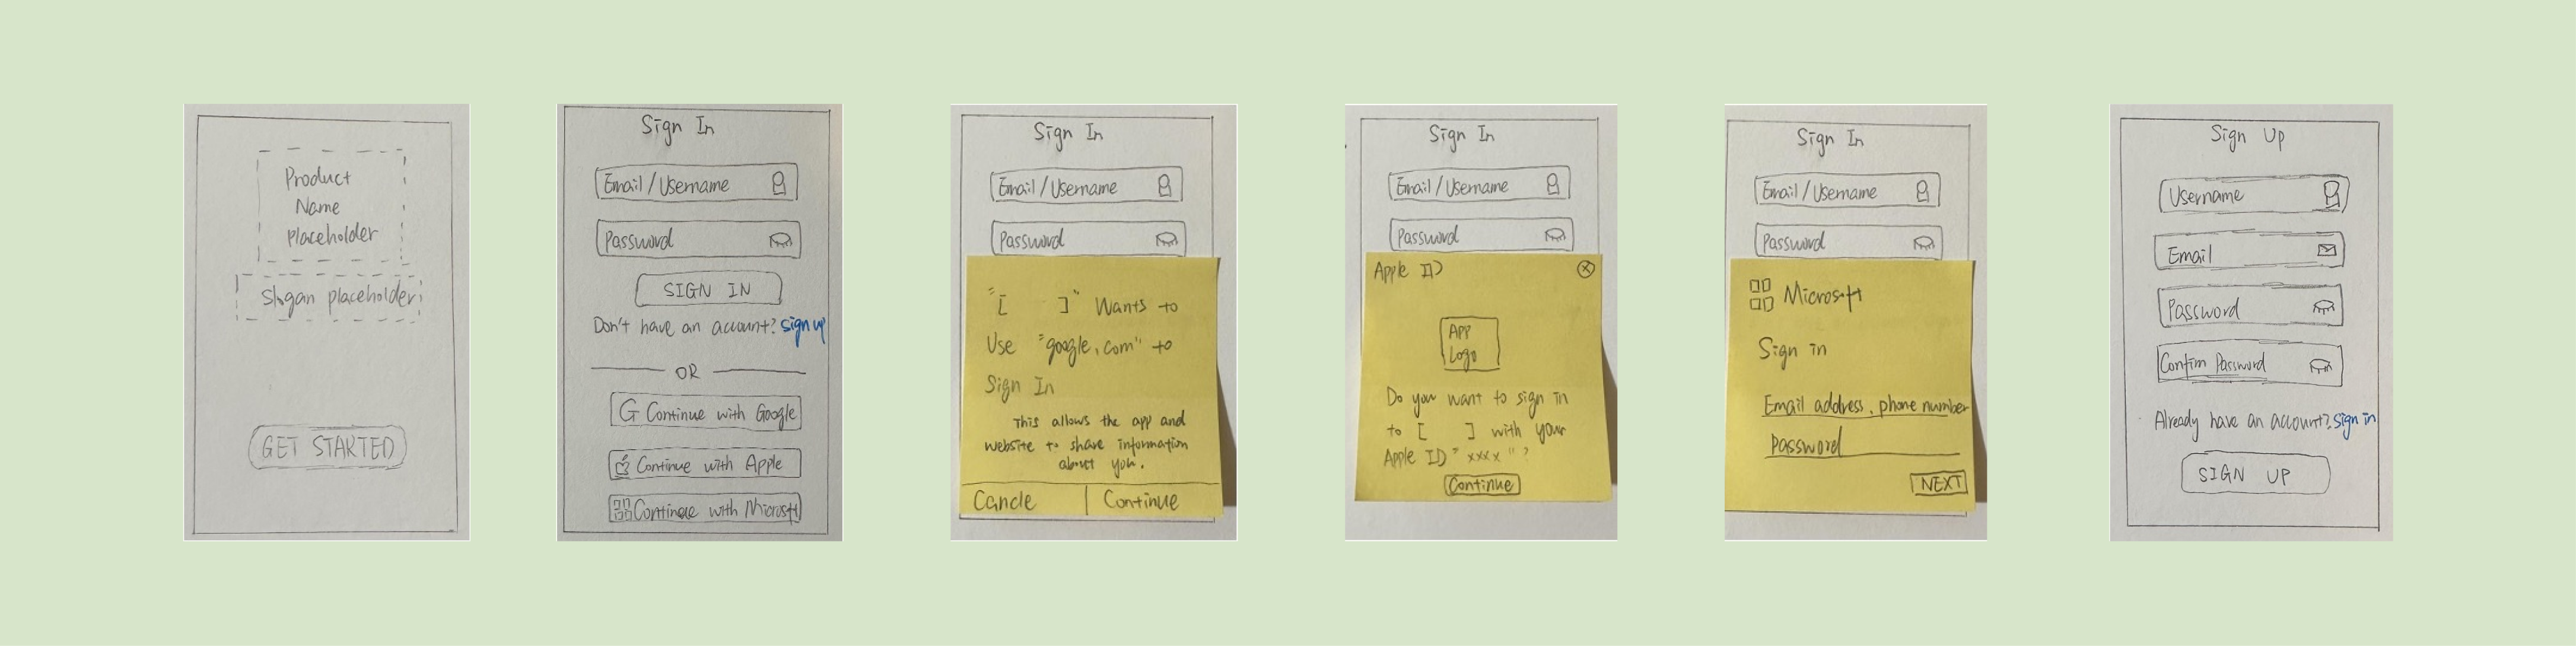 Product
Name
placeholder
Slogan placeholder
GET STARTED
Sign In
Email/Username
Password
SIGN IN
Don't have an account? sign up
OR
G Continue with Google
Continue with Apple
Continue with Microsft
Sign In
Email/Username
Password
"[ ]" Wants to
Use "google.com" to
Sign In
This allows the app and
website to share information
about you.
Cancle
Continue
Sign In
Email/Username
Password
Apple ID
APP
Logo
Do you want to sign in
to [ ] with your
Apple ID "xxxx"?
Continue
Sign In
Email/Username
Password
Microsoft
Sign in
Email address, phone number
Password
NEXT
Sign Up
Username
Email
Password
Confim Password
Already have an account? sign in
SIGN UP